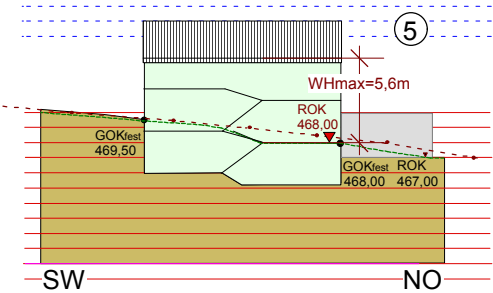 5
WHmax=5,6m
ROK
468,00
GOKfest
469,50
GOKfest ROK
468,00 467,00
SW NO